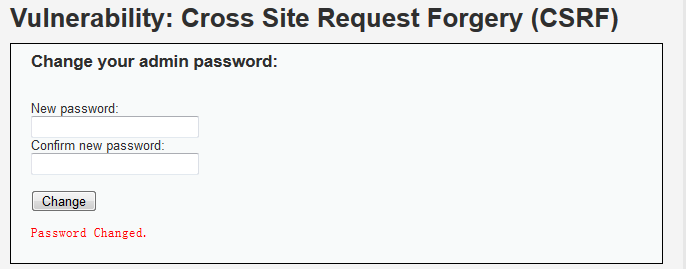 Vulnerability: Cross Site Request Forgery (CSRF)
Change your admin password:
New password:
Confirm new password:
Change
Password Changed.